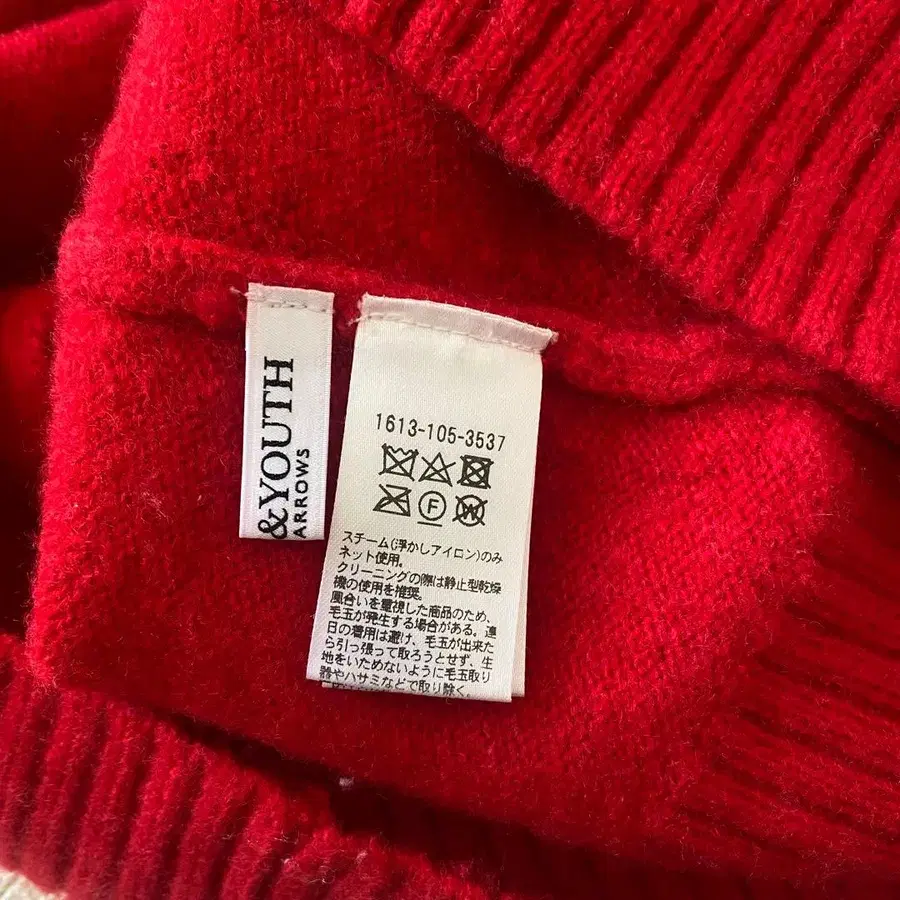 &YOUTH
ARROWS
1613-105-3537
F
W
スチーム(浮かしアイロン)のみ
ネット使用。
クリーニングの際は静止型乾燥
機の使用を推奨。
風合いを重視した商品のため、
毛玉が発生する場合がある。連
日の着用は避け、毛玉が出来た
ら引っ張って取ろうとせず、生
地をいためないように毛玉取り
器やハサミなどで取り除く。